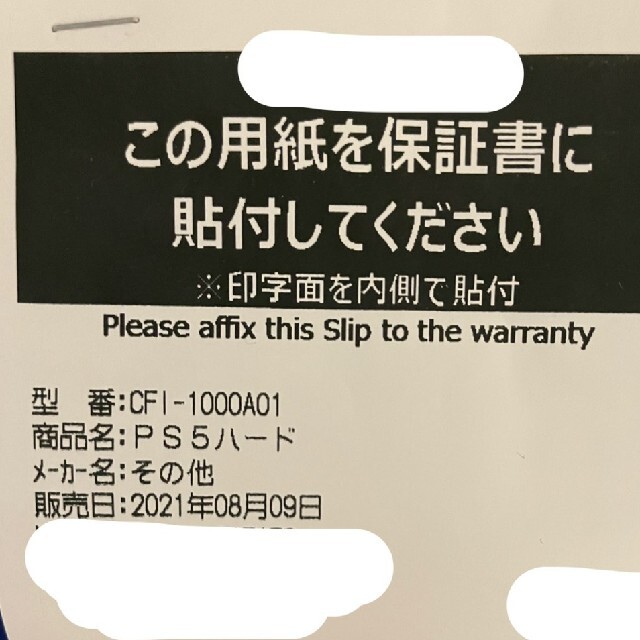 この用紙を保証書に
貼付してください
※印字面を内側で貼付
Please affix this Slip to the warranty
型　番:CFI-1000A01
商品名:ＰＳ５ハード
ﾒｰｶｰ名:その他
販売日:2021年08月09日